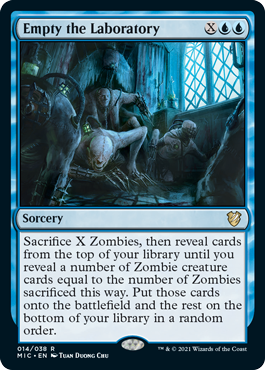 Empty the Laboratory XUU
Sorcery
Sacrifice X Zombies, then reveal cards
from the top of your library until you
reveal a number of Zombie creature
cards equal to the number of Zombies
sacrificed this way. Put those cards
onto the battlefield and the rest on the
bottom of your library in a random
order.
014/038 R
MIC • EN Tuan Duong Chu
™ & © 2021 Wizards of the Coast